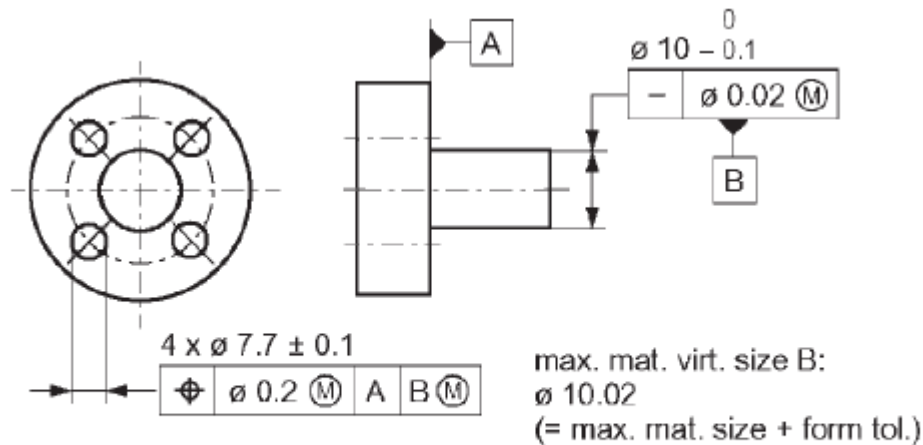 A
0
ø 10 – 0.1
– ø 0.02 Ⓜ
B
4 x ø 7.7 ± 0.1
⌖ ø 0.2 Ⓜ A B Ⓜ
max. mat. virt. size B:
ø 10.02
(= max. mat. size + form tol.)